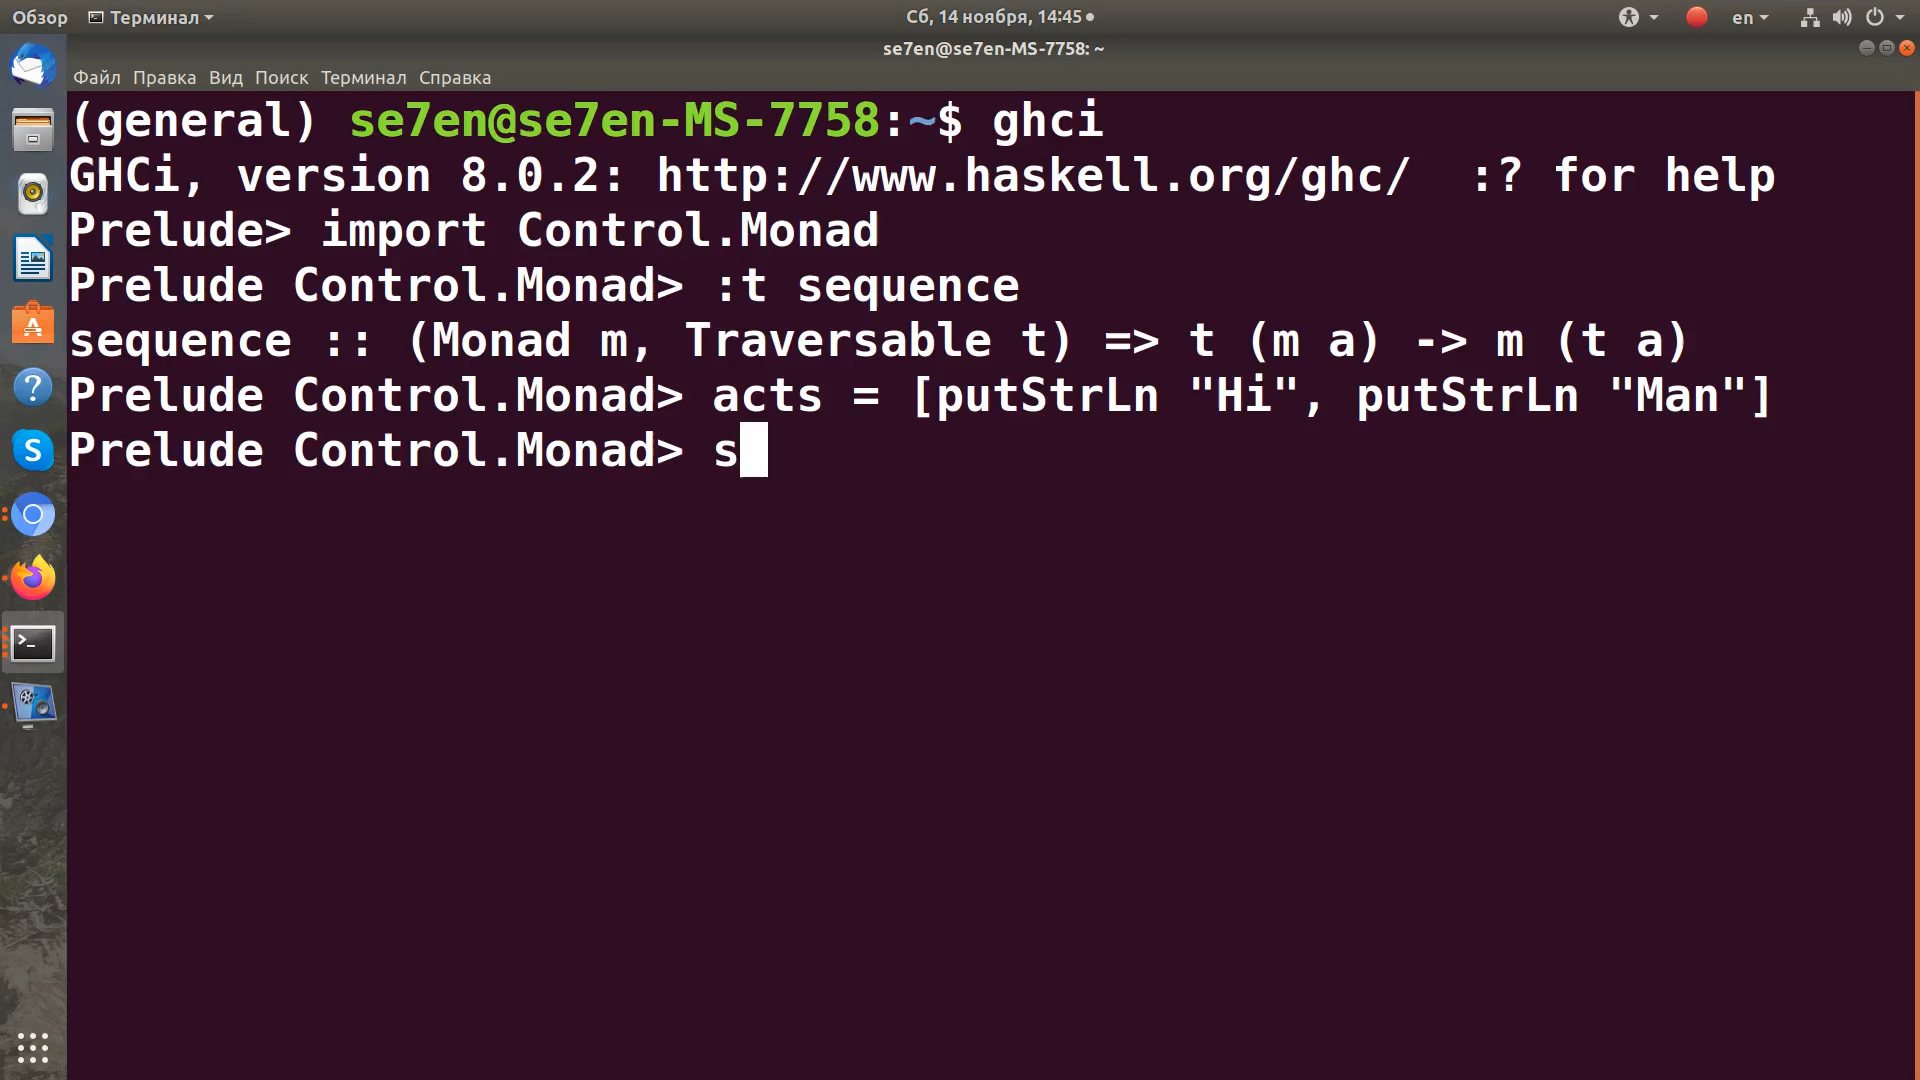 Обзор Терминал Сб, 14 ноября, 14:45 en
se7en@se7en-MS-7758: ~
Файл Правка Вид Поиск Терминал Справка
(general) se7en@se7en-MS-7758:~$ ghci
GHCi, version 8.0.2: http://www.haskell.org/ghc/  :? for help
Prelude> import Control.Monad
Prelude Control.Monad> :t sequence
sequence :: (Monad m, Traversable t) => t (m a) -> m (t a)
Prelude Control.Monad> acts = [putStrLn "Hi", putStrLn "Man"]
Prelude Control.Monad> s